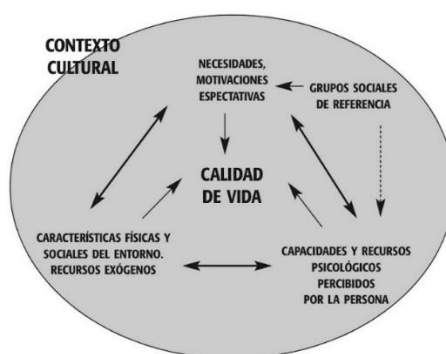 CONTEXTO
CULTURAL
NECESIDADES,
MOTIVACIONES
ESPECTATIVAS
GRUPOS SOCIALES
DE REFERENCIA
CALIDAD
DE VIDA
CARACTERÍSTICAS FÍSICAS Y
SOCIALES DEL ENTORNO.
RECURSOS EXÓGENOS
CAPACIDADES Y RECURSOS
PSICOLÓGICOS
PERCIBIDOS
POR LA PERSONA